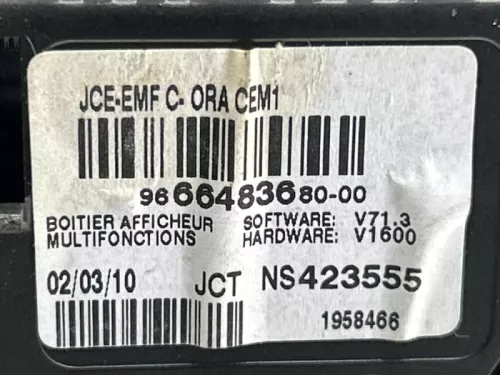 JCE-EMF C- ORA CEM1
9666483680-00
BOITIER AFFICHEUR SOFTWARE: V71.3
MULTIFONCTIONS HARDWARE: V1600
02/03/10 JCT NS423555
1958466